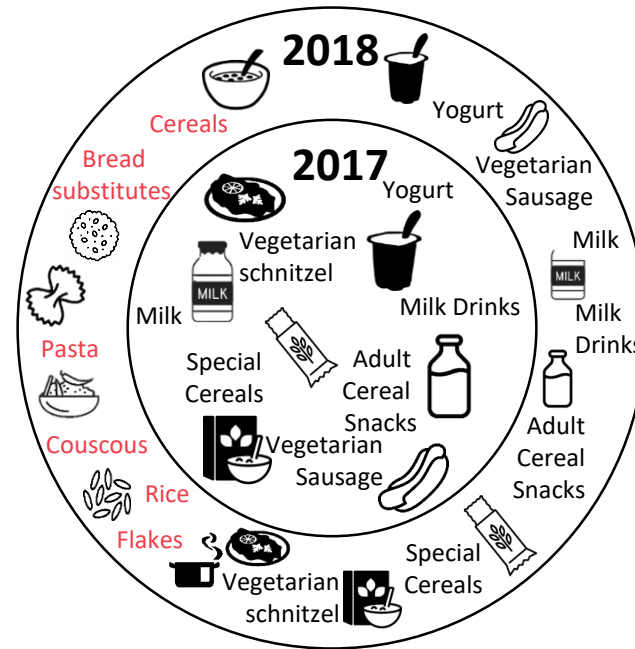 2018
Yogurt
Vegetarian
Sausage
Milk
MILK
Milk
Drinks
Adult
Cereal
Snacks
Special
Cereals
Vegetarian
schnitzel
Flakes
Rice
Couscous
Pasta
Bread
substitutes
Cereals
2017
Yogurt
Vegetarian
schnitzel
MILK
Milk
Milk Drinks
Special
Cereals
Adult
Cereal
Snacks
Vegetarian
Sausage